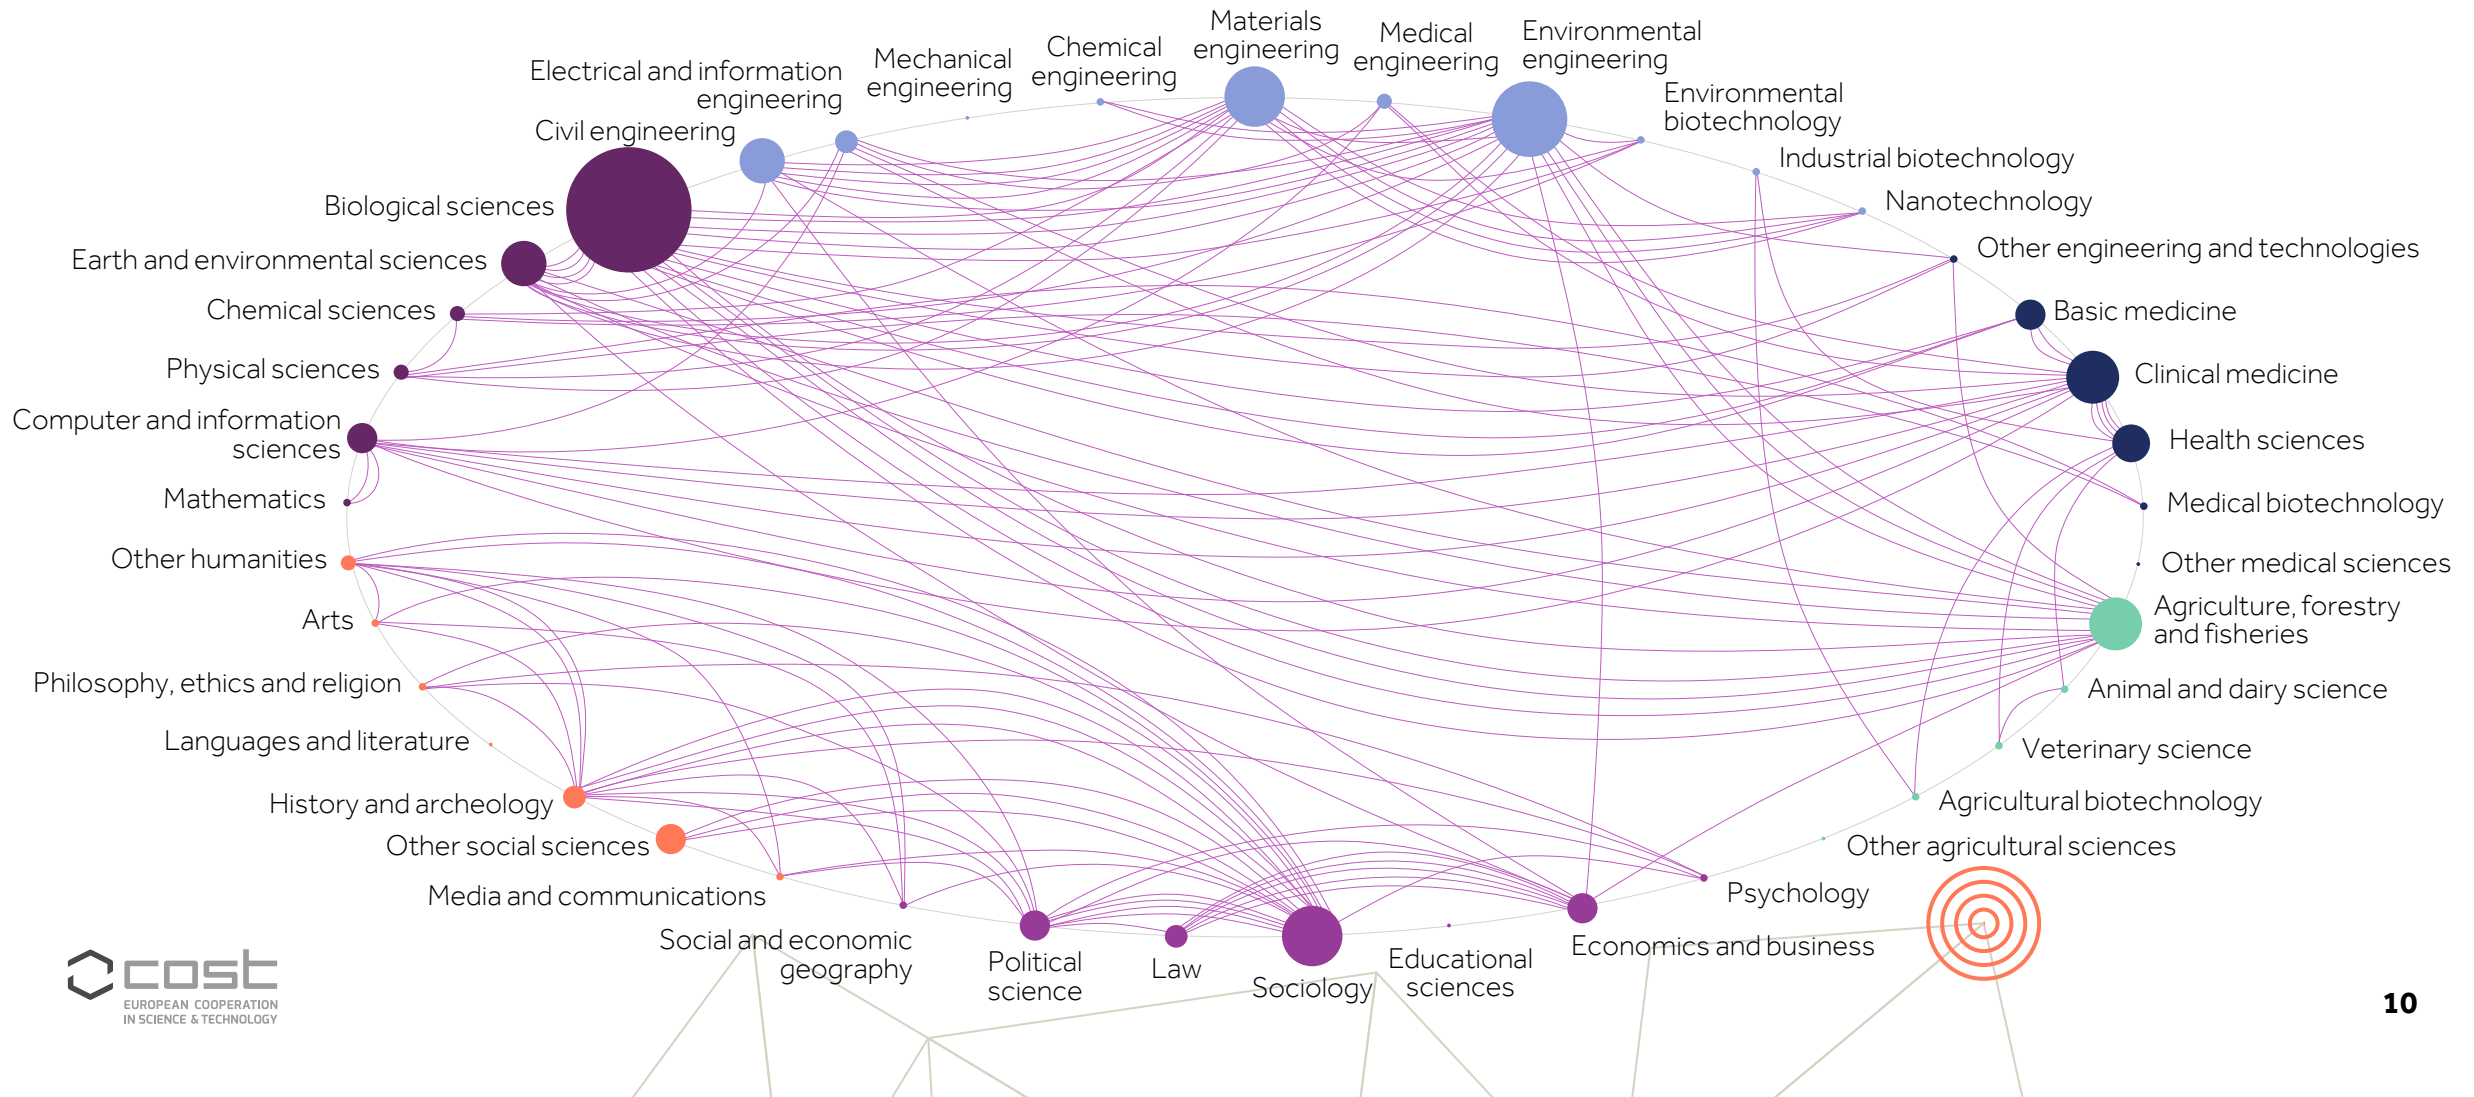 Materials
engineering
Medical
engineering
Environmental
engineering
Chemical
engineering
Mechanical
engineering
Electrical and information
engineering
Environmental
biotechnology
Civil engineering
Industrial biotechnology
Biological sciences
Nanotechnology
Earth and environmental sciences
Other engineering and technologies
Chemical sciences
Basic medicine
Physical sciences
Clinical medicine
Computer and information
sciences
Health sciences
Mathematics
Medical biotechnology
Other humanities
Other medical sciences
Arts
Agriculture, forestry
and fisheries
Philosophy, ethics and religion
Animal and dairy science
Languages and literature
Veterinary science
History and archeology
Agricultural biotechnology
Other social sciences
Other agricultural sciences
Media and communications
Psychology
Social and economic
geography
Political
science
Law
Sociology
Educational
sciences
Economics and business
cost
EUROPEAN COOPERATION
IN SCIENCE & TECHNOLOGY
10